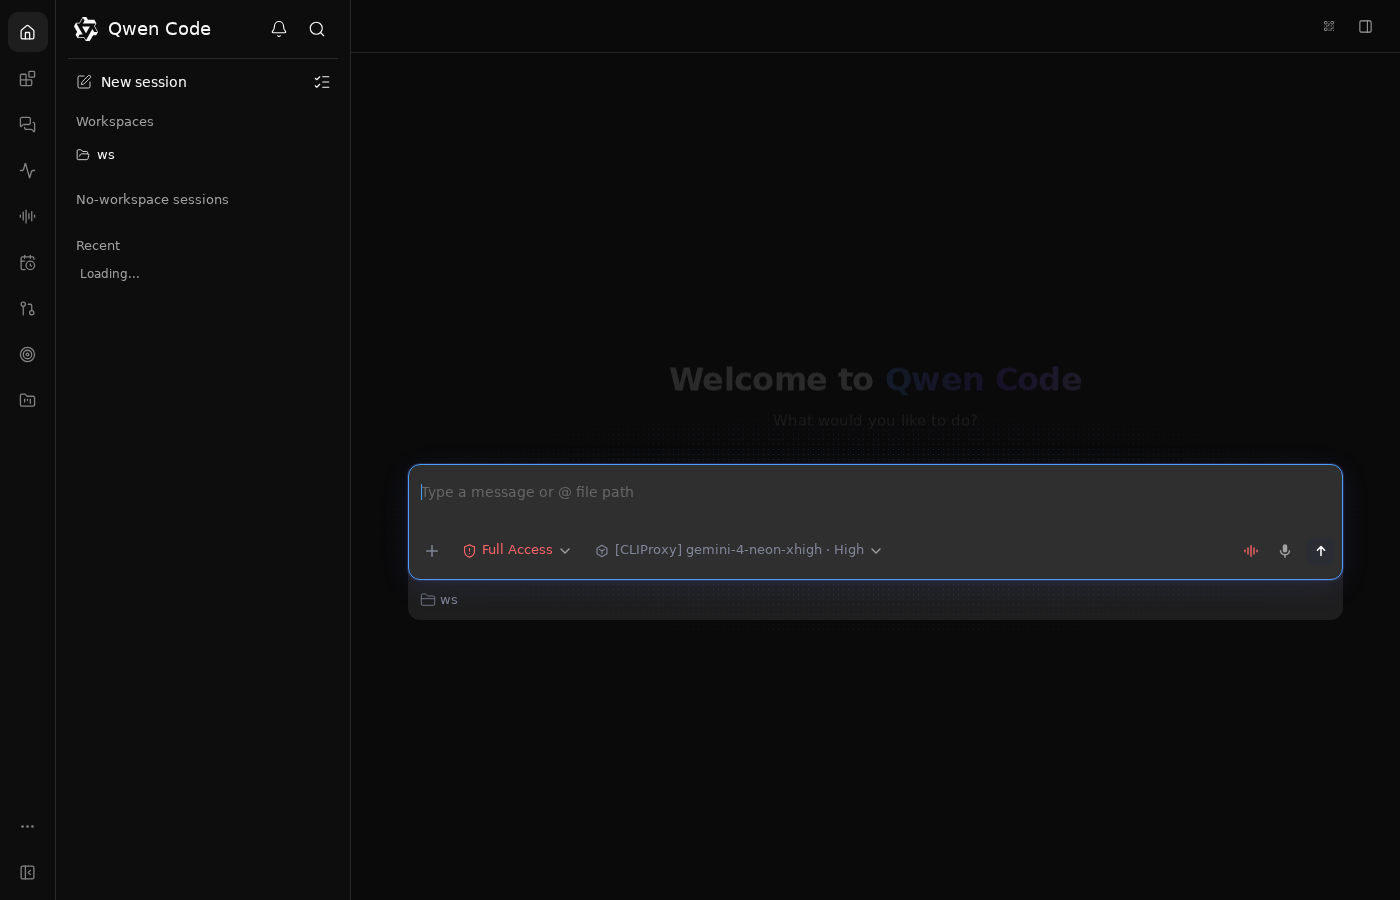 Qwen Code
New session
Workspaces
ws
No-workspace sessions
Recent
Loading...
Welcome to Qwen Code
What would you like to do?
Type a message or @ file path
Full Access
[CLIProxy] gemini-4-neon-xhigh · High
ws